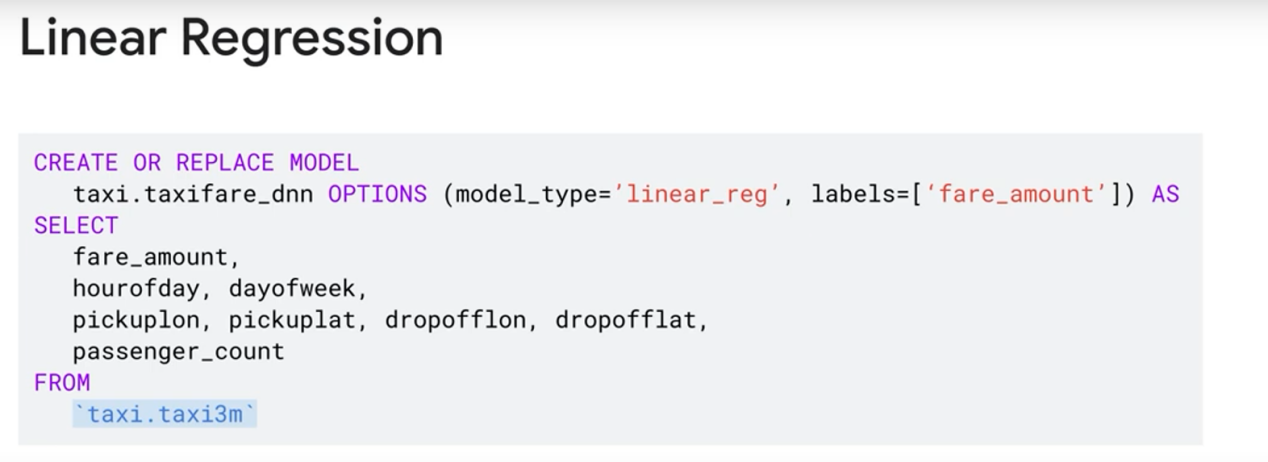 Linear Regression
CREATE OR REPLACE MODEL
taxi.taxifare_dnn OPTIONS (model_type=’linear_reg’, labels=[‘fare_amount’]) AS
SELECT
fare_amount,
hourofday, dayofweek,
pickuplon, pickuplat, dropofflon, dropofflat,
passenger_count
FROM
`taxi.taxi3m`